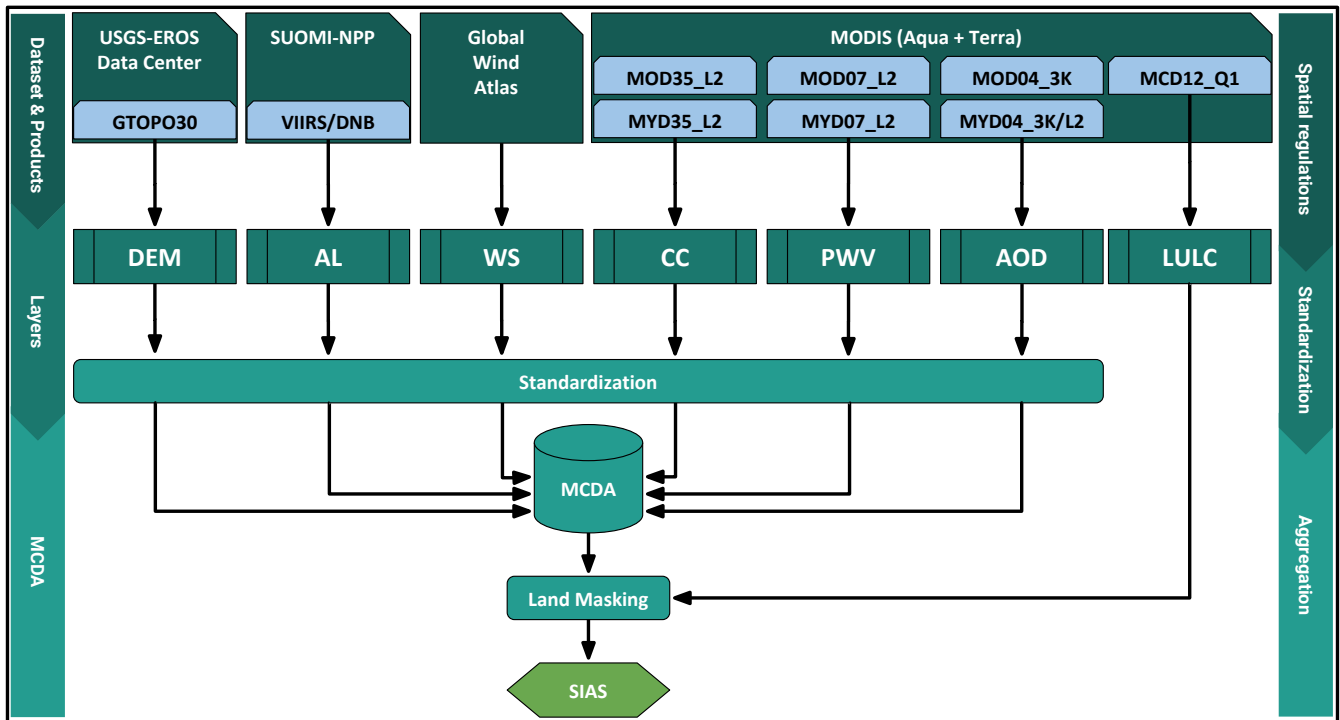 Dataset & Products
Layers
MCDA
USGS-EROS
Data Center
GTOPO30
SUOMI-NPP
VIIRS/DNB
Global
Wind
Atlas
MODIS (Aqua + Terra)
MOD35_L2
MOD07_L2
MOD04_3K
MCD12_Q1
MYD35_L2
MYD07_L2
MYD04_3K/L2
DEM
AL
WS
CC
PWV
AOD
LULC
Standardization
MCDA
Land Masking
SIAS
Spatial regulations
Standardization
Aggregation